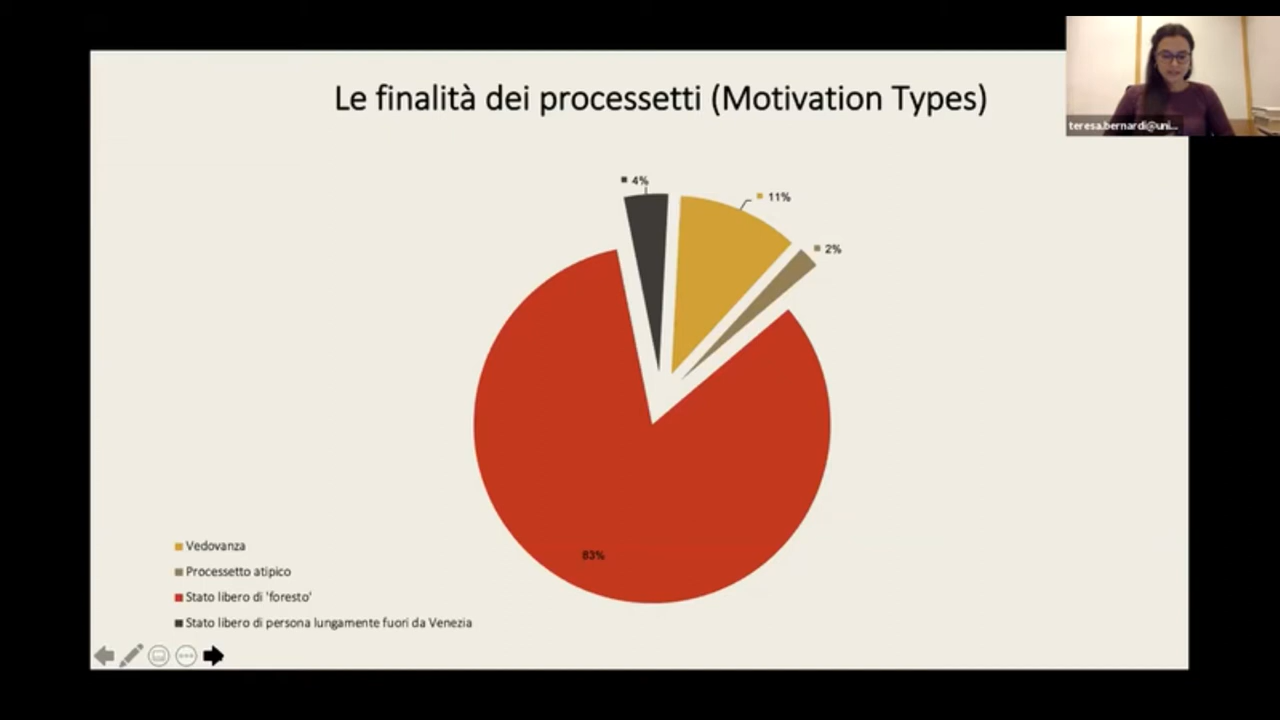 Le finalità dei processetti (Motivation Types)
teresa.bernardi@uni...
4%
11%
2%
83%
Vedovanza
Processetto atipico
Stato libero di 'foresto'
Stato libero di persona lungamente fuori da Venezia